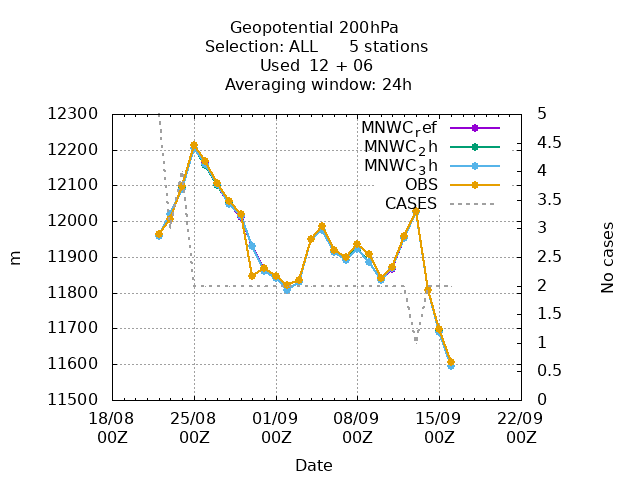 Geopotential 200hPa
Selection: ALL 5 stations
Used 12 + 06
Averaging window: 24h
12300
12200
12100
12000
11900
11800
11700
11600
11500
m
5
4.5
4
3.5
3
2.5
2
1.5
1
0.5
0
No cases
MNWCref
MNWC2h
MNWC3h
OBS
CASES
18/08 25/08 01/09 08/09 15/09 22/09
00Z 00Z 00Z 00Z 00Z 00Z
Date